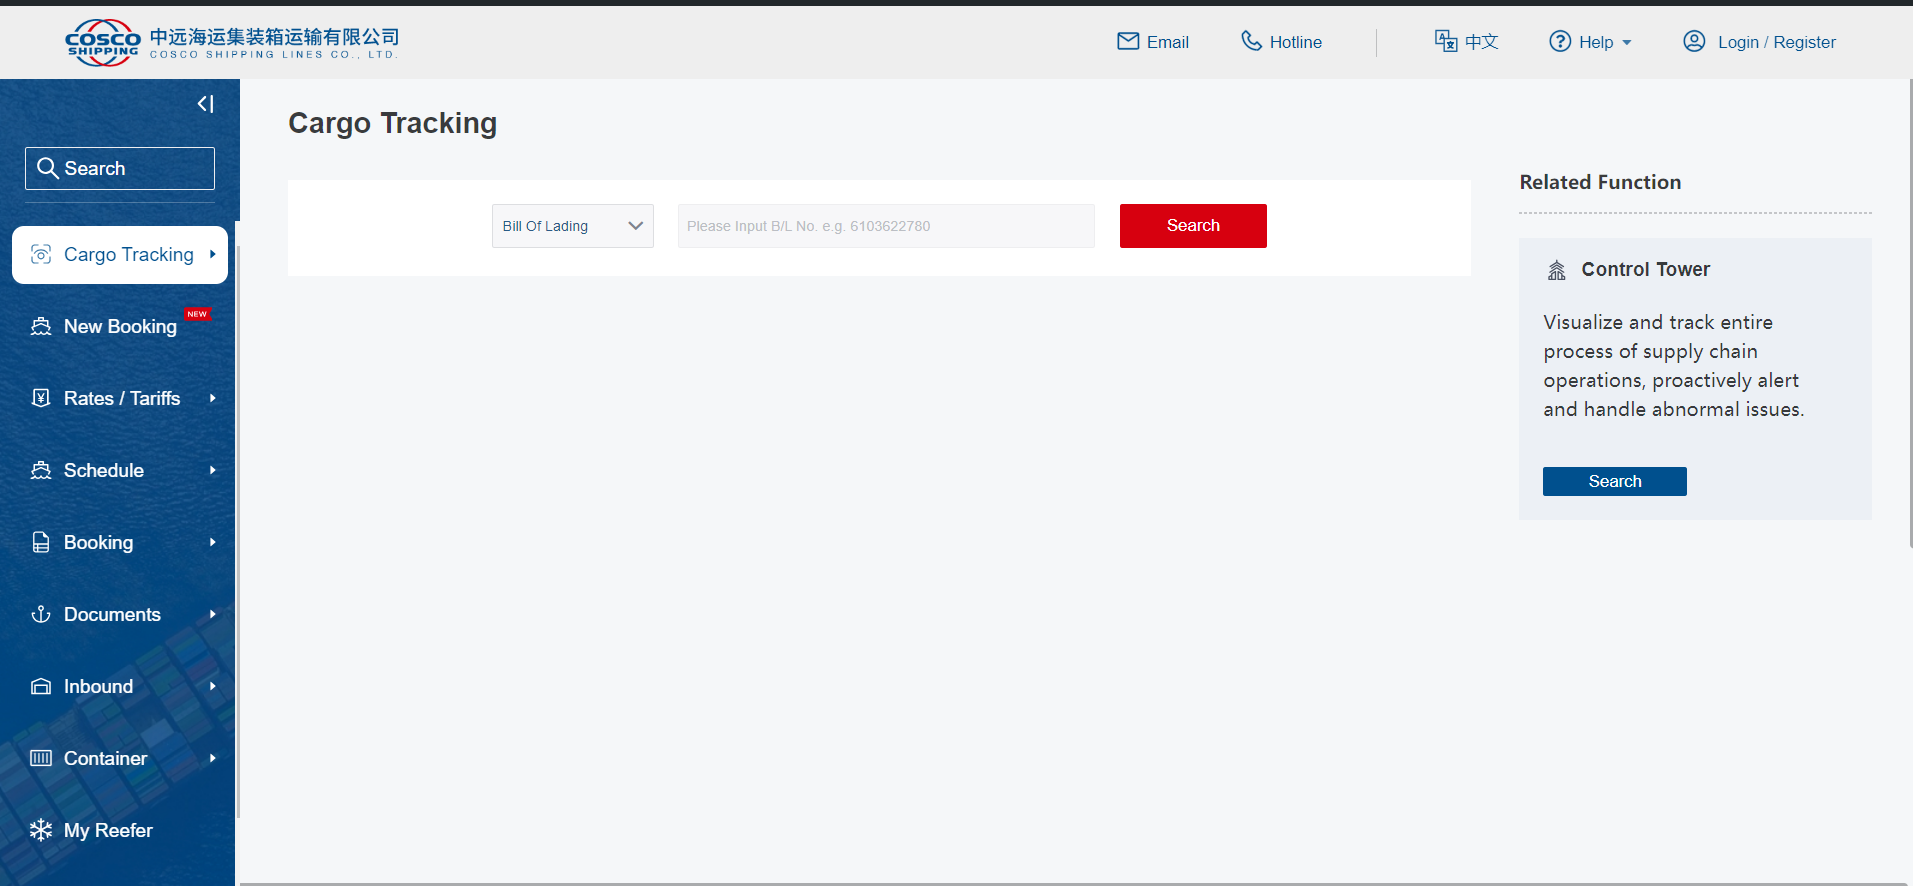 COSCO
SHIPPING
中远海运集装箱运输有限公司
COSCO SHIPPING LINES CO., LTD.
Email
Hotline
中文
Help
Login / Register
Search
Cargo Tracking
New Booking
NEW
Rates / Tariffs
Schedule
Booking
Documents
Inbound
Container
My Reefer
Cargo Tracking
Bill Of Lading
Please Input B/L No. e.g. 6103622780
Search
Related Function
Control Tower
Visualize and track entire
process of supply chain
operations, proactively alert
and handle abnormal issues.
Search